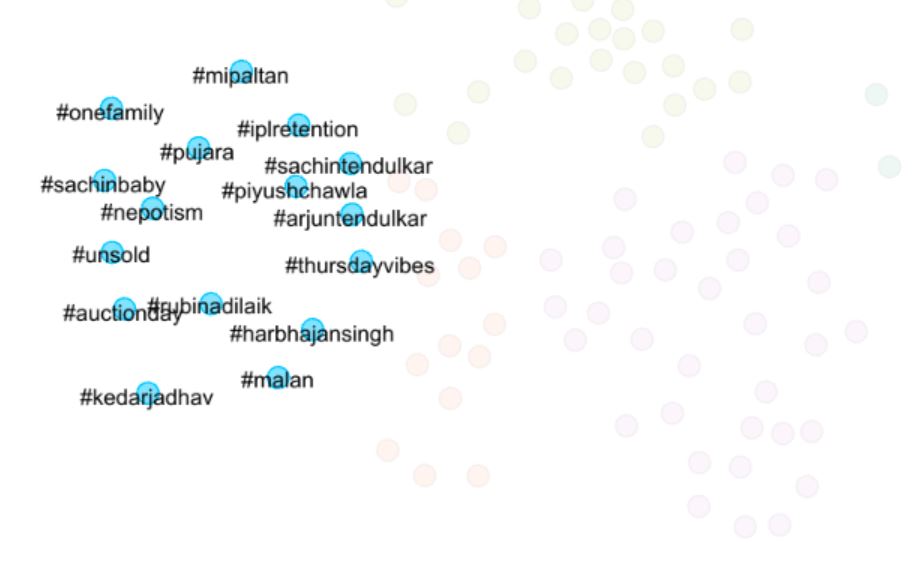 #mipaltan
#onefamily
#iplretention
#pujara
#sachintendulkar
#sachinbaby
#piyushchawla
#nepotism
#arjuntendulkar
#unsold
#thursdayvibes
#auctionday
#rubinadilaik
#harbhajansingh
#malan
#kedarjadhav